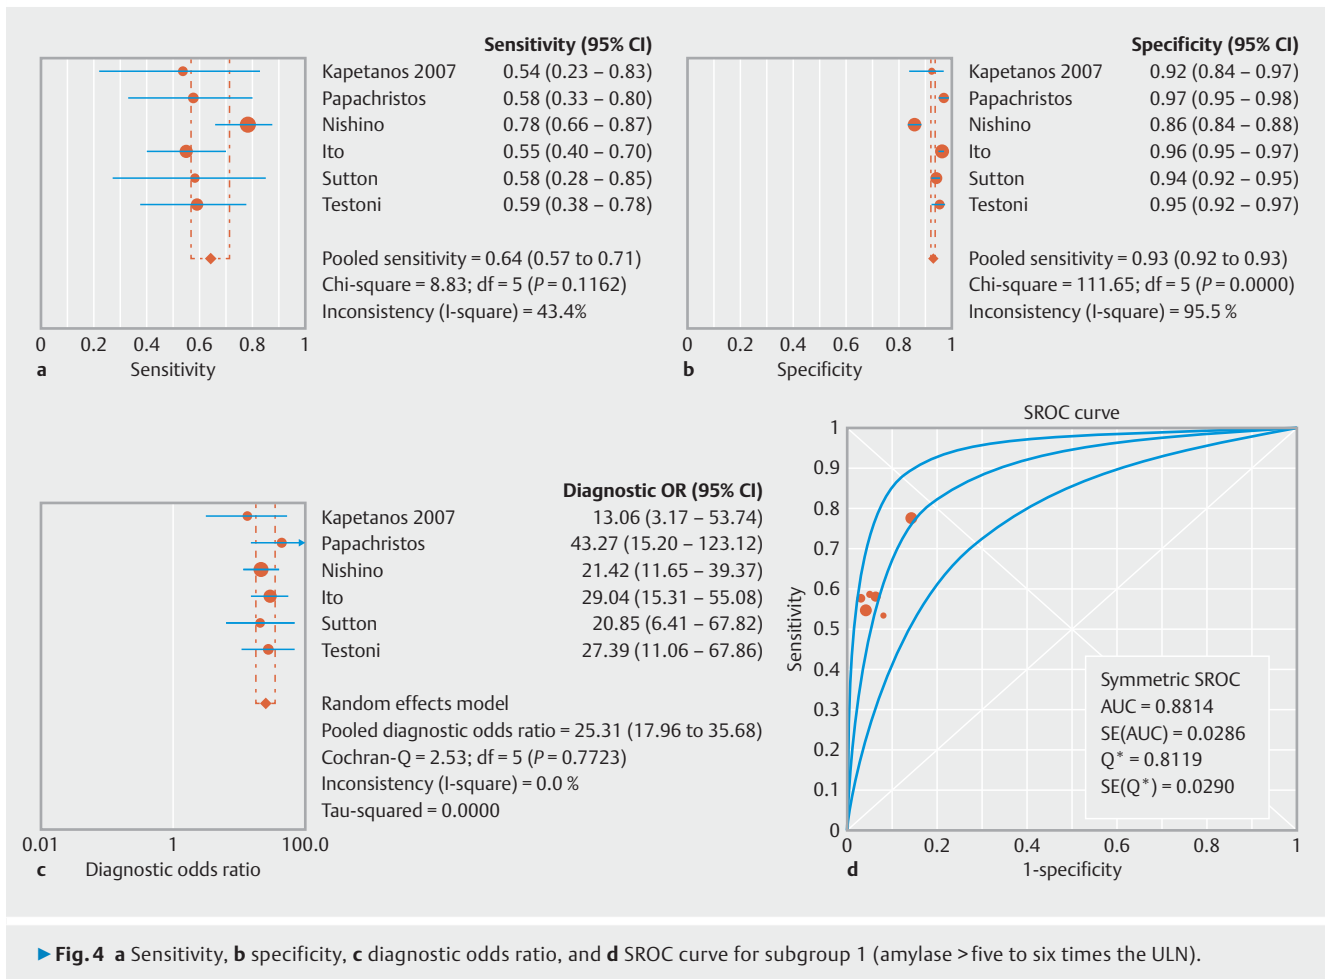 Sensitivity (95% CI)
Kapetanos 2007 0.54 (0.23 – 0.83)
Papachristos 0.58 (0.33 – 0.80)
Nishino 0.78 (0.66 – 0.87)
Ito 0.55 (0.40 – 0.70)
Sutton 0.58 (0.28 – 0.85)
Testoni 0.59 (0.38 – 0.78)
Pooled sensitivity = 0.64 (0.57 to 0.71)
Chi-square = 8.83; df = 5 (P = 0.1162)
Inconsistency (I-square) = 43.4%
0 0.2 0.4 0.6 0.8 1
a Sensitivity
Specificity (95% CI)
Kapetanos 2007 0.92 (0.84 – 0.97)
Papachristos 0.97 (0.95 – 0.98)
Nishino 0.86 (0.84 – 0.88)
Ito 0.96 (0.95 – 0.97)
Sutton 0.94 (0.92 – 0.95)
Testoni 0.95 (0.92 – 0.97)
Pooled sensitivity = 0.93 (0.92 to 0.93)
Chi-square = 111.65; df = 5 (P = 0.0000)
Inconsistency (I-square) = 95.5 %
0 0.2 0.4 0.6 0.8 1
b Specificity
Diagnostic OR (95% CI)
Kapetanos 2007 13.06 (3.17 – 53.74)
Papachristos 43.27 (15.20 – 123.12)
Nishino 21.42 (11.65 – 39.37)
Ito 29.04 (15.31 – 55.08)
Sutton 20.85 (6.41 – 67.82)
Testoni 27.39 (11.06 – 67.86)
Random effects model
Pooled diagnostic odds ratio = 25.31 (17.96 to 35.68)
Cochran-Q = 2.53; df = 5 (P = 0.7723)
Inconsistency (I-square) = 0.0 %
Tau-squared = 0.0000
0.01 1 100.0
c Diagnostic odds ratio
SROC curve
1
0.9
0.8
0.7
0.6
0.5
0.4
0.3
0.2
0.1
0
Sensitivity
Symmetric SROC
AUC = 0.8814
SE(AUC) = 0.0286
Q* = 0.8119
SE(Q*) = 0.0290
0 0.2 0.4 0.6 0.8 1
d 1-specificity
▶ Fig. 4 a Sensitivity, b specificity, c diagnostic odds ratio, and d SROC curve for subgroup 1 (amylase > five to six times the ULN).